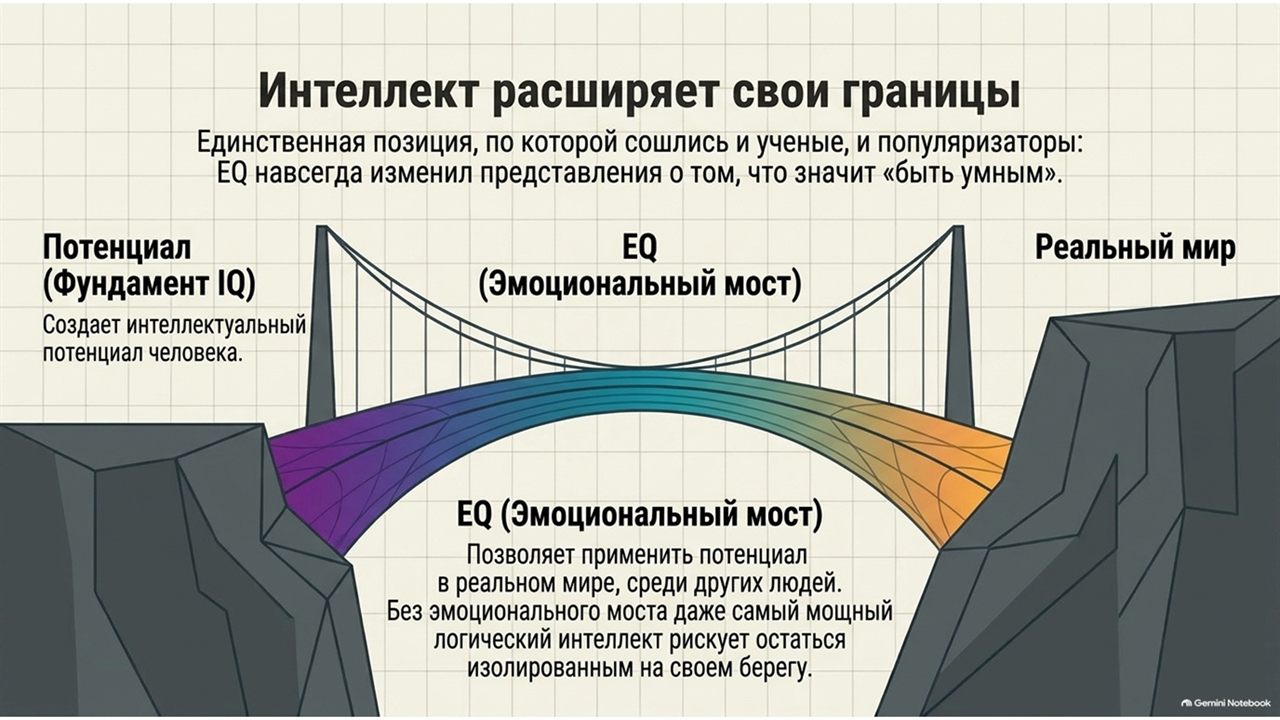 Интеллект расширяет свои границы
Единственная позиция, по которой сошлись и ученые, и популяризаторы:
EQ навсегда изменил представления о том, что значит «быть умным».
Потенциал
(Фундамент IQ)
Создает интеллектуальный
потенциал человека.
EQ
(Эмоциональный мост)
Реальный мир
EQ (Эмоциональный мост)
Позволяет применить потенциал
в реальном мире, среди других людей.
Без эмоционального моста даже самый мощный
логический интеллект рискует остаться
изолированным на своем берегу.
Gemini Notebook